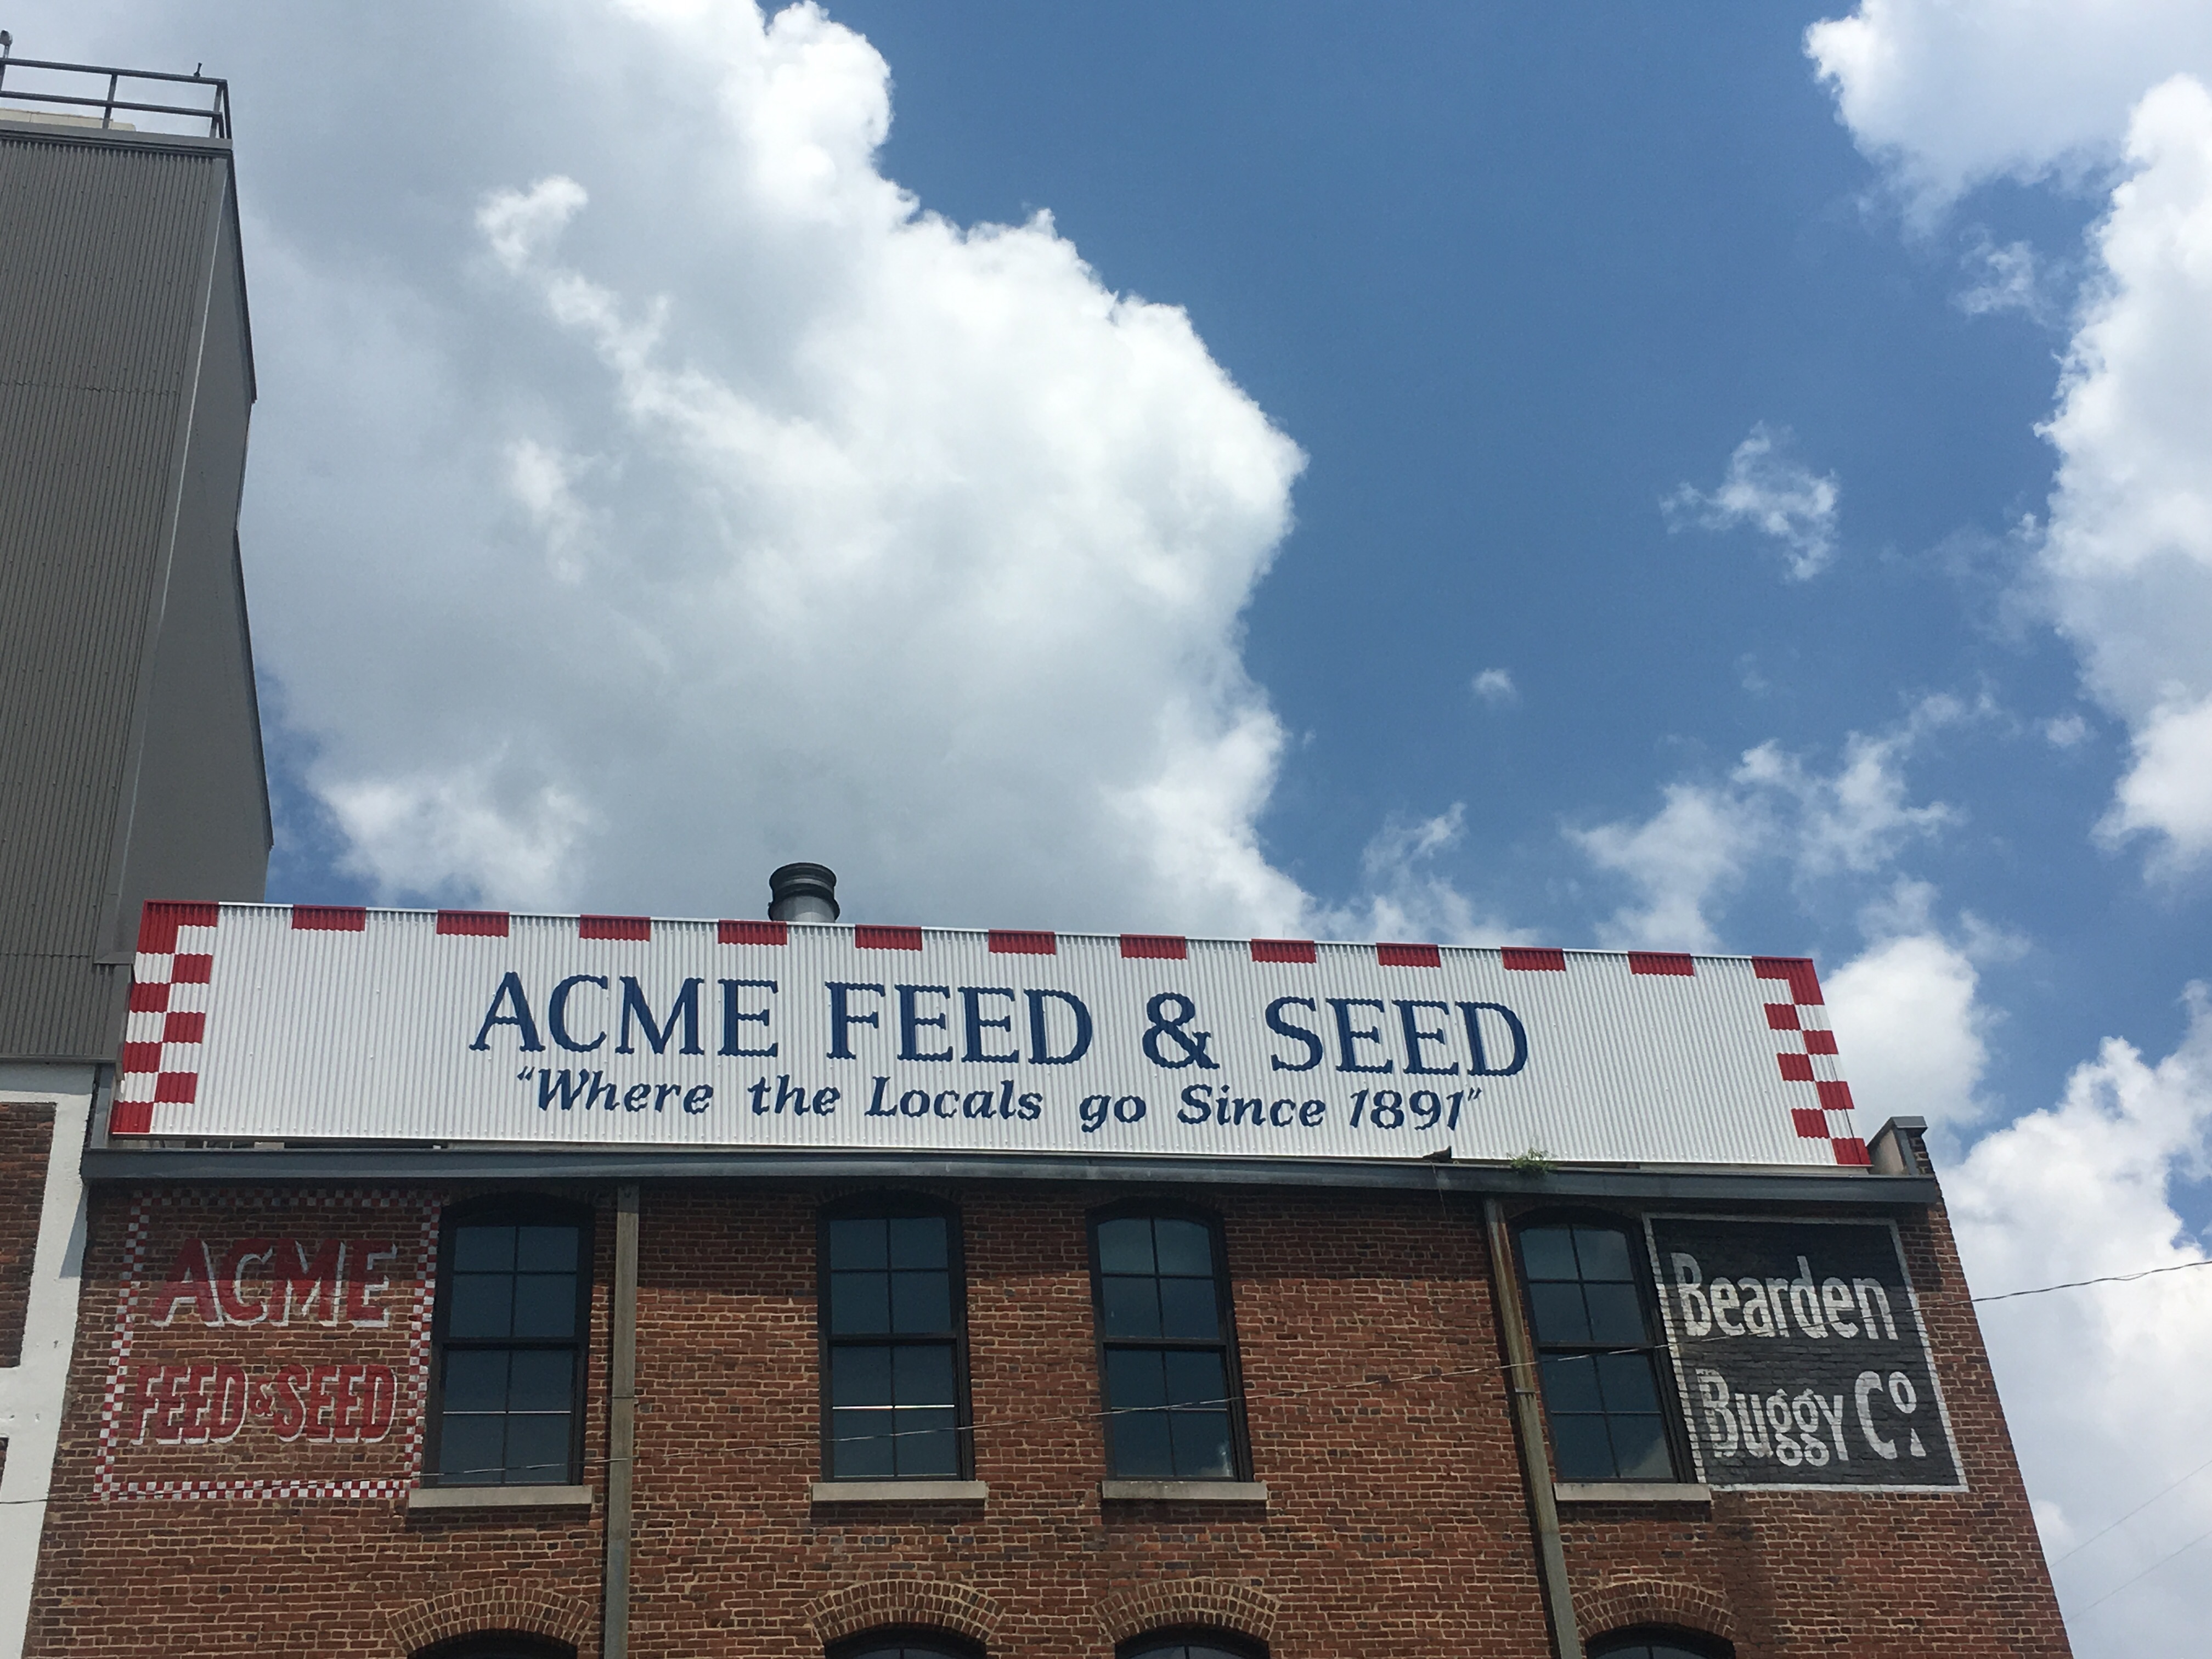 ACME FEED & SEED
"Where the Locals go Since 1891"
ACME
FEED & SEED
Bearden
Buggy Co.